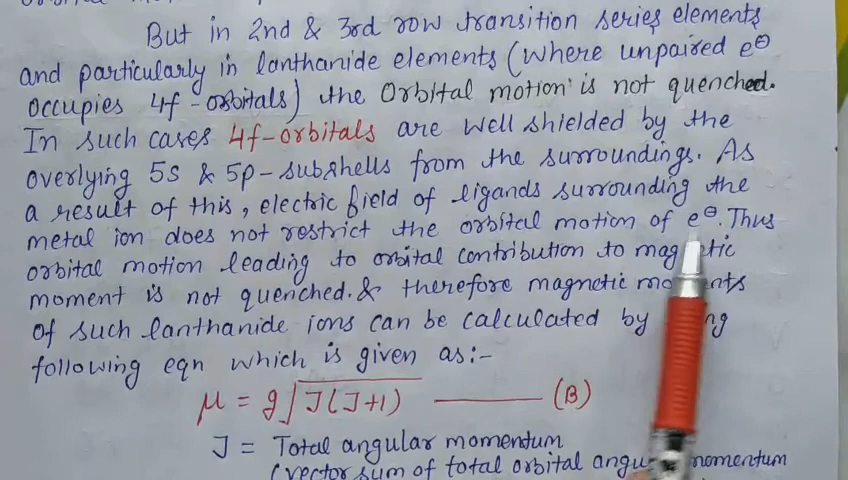 But in 2nd & 3rd row transition series elements
and particularly in lanthanide elements (where unpaired e⊖
occupies 4f-orbitals) the Orbital motion is not quenched.
In such cases 4f-orbitals are well shielded by the
overlying 5s & 5p-subshells from the surroundings. As
a result of this, electric field of ligands surrounding the
metal ion does not restrict the orbital motion of e⊖. Thus
orbital motion leading to orbital contribution to magnetic
moment is not quenched. & therefore magnetic moments
of such lanthanide ions can be calculated by
following eqn which is given as:-
μ = g√J(J+1) ——— (B)
J = Total angular momentum
(vector sum of total orbital angular momentum